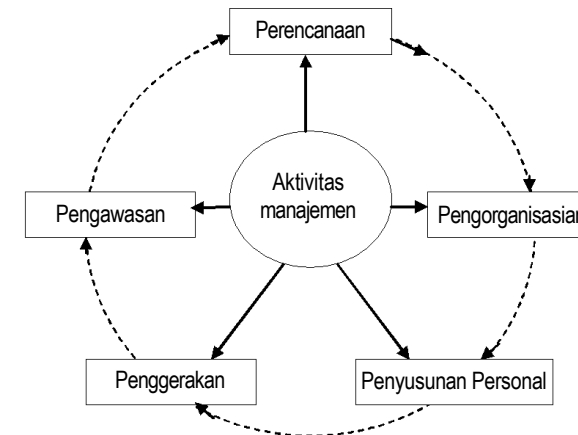 Perencanaan
Aktivitas
manajemen
Pengawasan
Pengorganisasian
Penggerakan
Penyusunan Personal